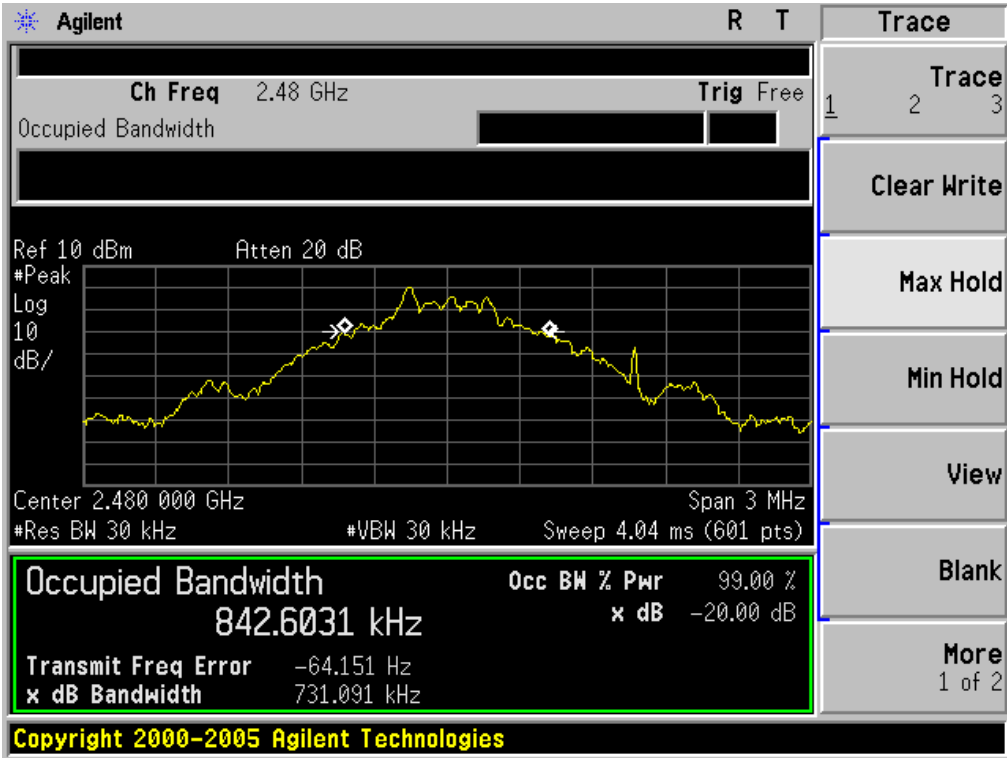 Agilent R T Trace
Ch Freq 2.48 GHz Trig Free
Occupied Bandwidth
Trace
1 2 3
Clear Write
Max Hold
Min Hold
View
Blank
More
1 of 2
Ref 10 dBm Atten 20 dB
#Peak
Log
10
dB/
Center 2.480 000 GHz Span 3 MHz
#Res BW 30 kHz #VBW 30 kHz Sweep 4.04 ms (601 pts)
Occupied Bandwidth Occ BW % Pwr 99.00 %
842.6031 kHz x dB -20.00 dB
Transmit Freq Error -64.151 Hz
x dB Bandwidth 731.091 kHz
Copyright 2000-2005 Agilent Technologies